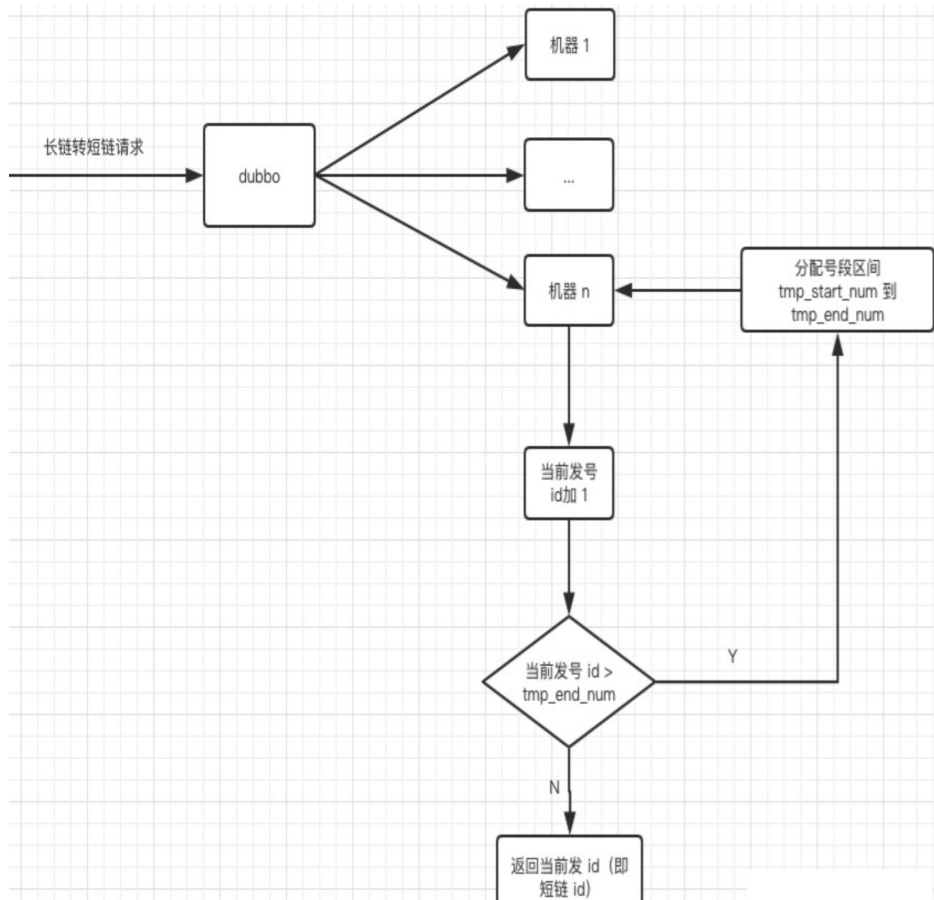 机器 1
长链转短链请求
dubbo
...
机器 n
分配号段区间
tmp_start_num 到
tmp_end_num
当前发号
id加 1
当前发号 id >
tmp_end_num
Y
N
返回当前发 id（即
短链 id）